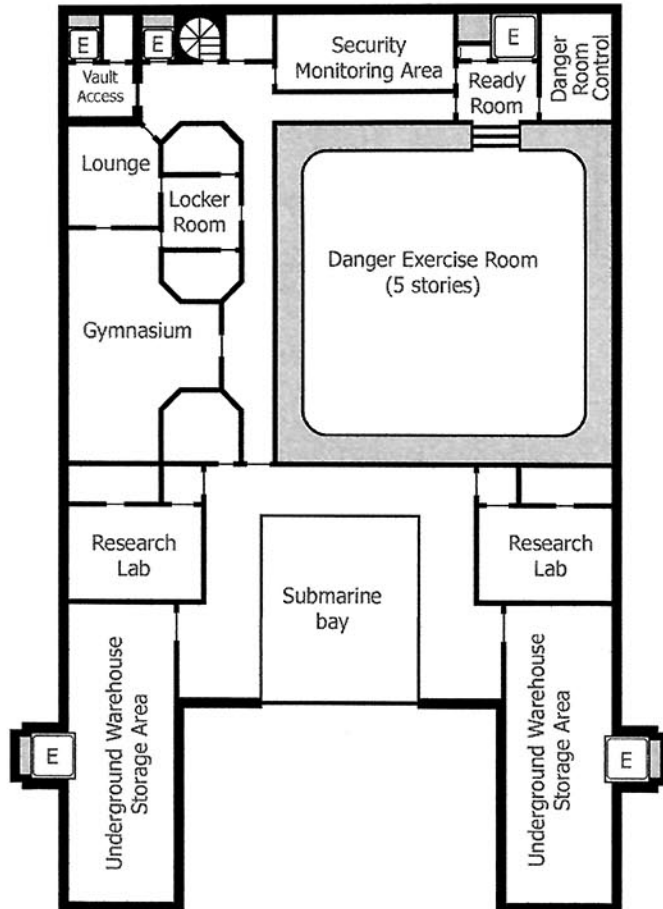 E
E
E
Security
Monitoring Area
Danger
Room
Control
Vault
Access
Ready
Room
Lounge
Locker
Room
Danger Exercise Room
(5 stories)
Gymnasium
Research
Lab
Research
Lab
Submarine
bay
Underground Warehouse
Storage Area
Underground Warehouse
Storage Area
E
E